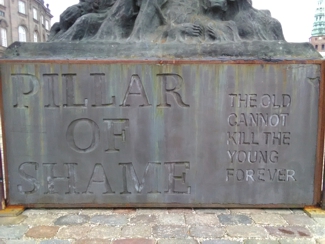 PILLAR
OF
SHAME
THE OLD
CANNOT
KILL THE
YOUNG
FOREVER